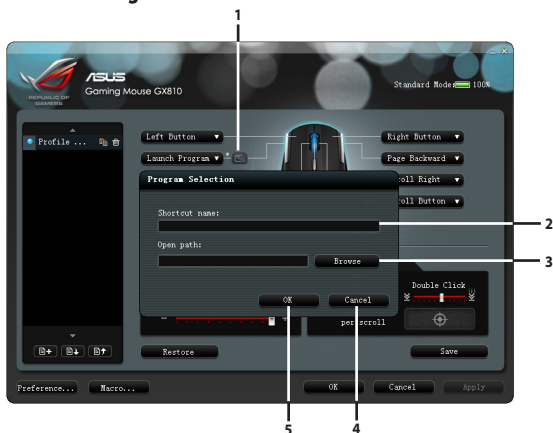 1
REPUBLIC OF
GAMERS
ASUS
Gaming Mouse GX810
Standard Mode 100%
Profile ...
Left Button
Right Button
Launch Program
Page Backward
Program Selection
roll Right
Shortcut name:
roll Button
2
Open path:
Browse
3
Double Click
OK
Cancel
per scroll
Restore
Save
Preference...
Macro...
OK
Cancel
Apply
5
4